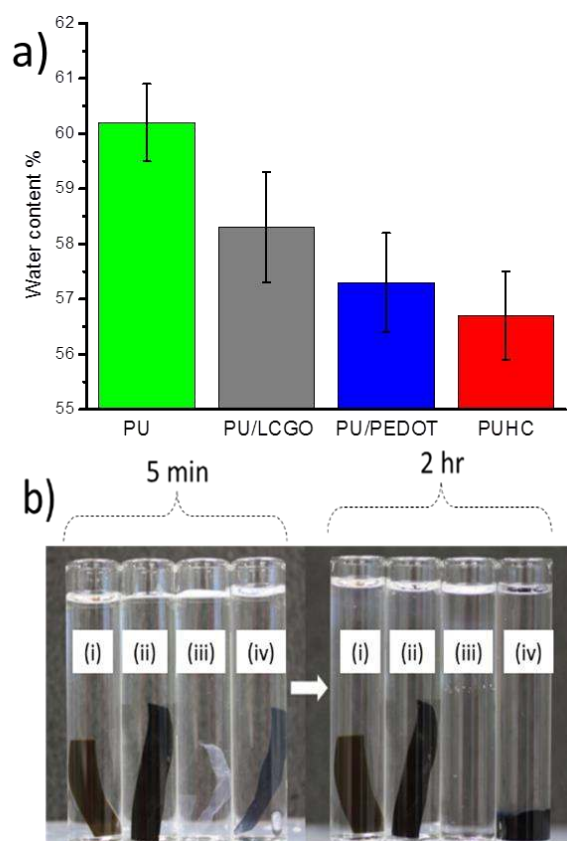 a)
62
61
60
59
58
57
56
55
Water content %
PU PU/LCGO PU/PEDOT PUHC
b)
5 min 2 hr
(i) (ii) (iii) (iv) (i) (ii) (iii) (iv)